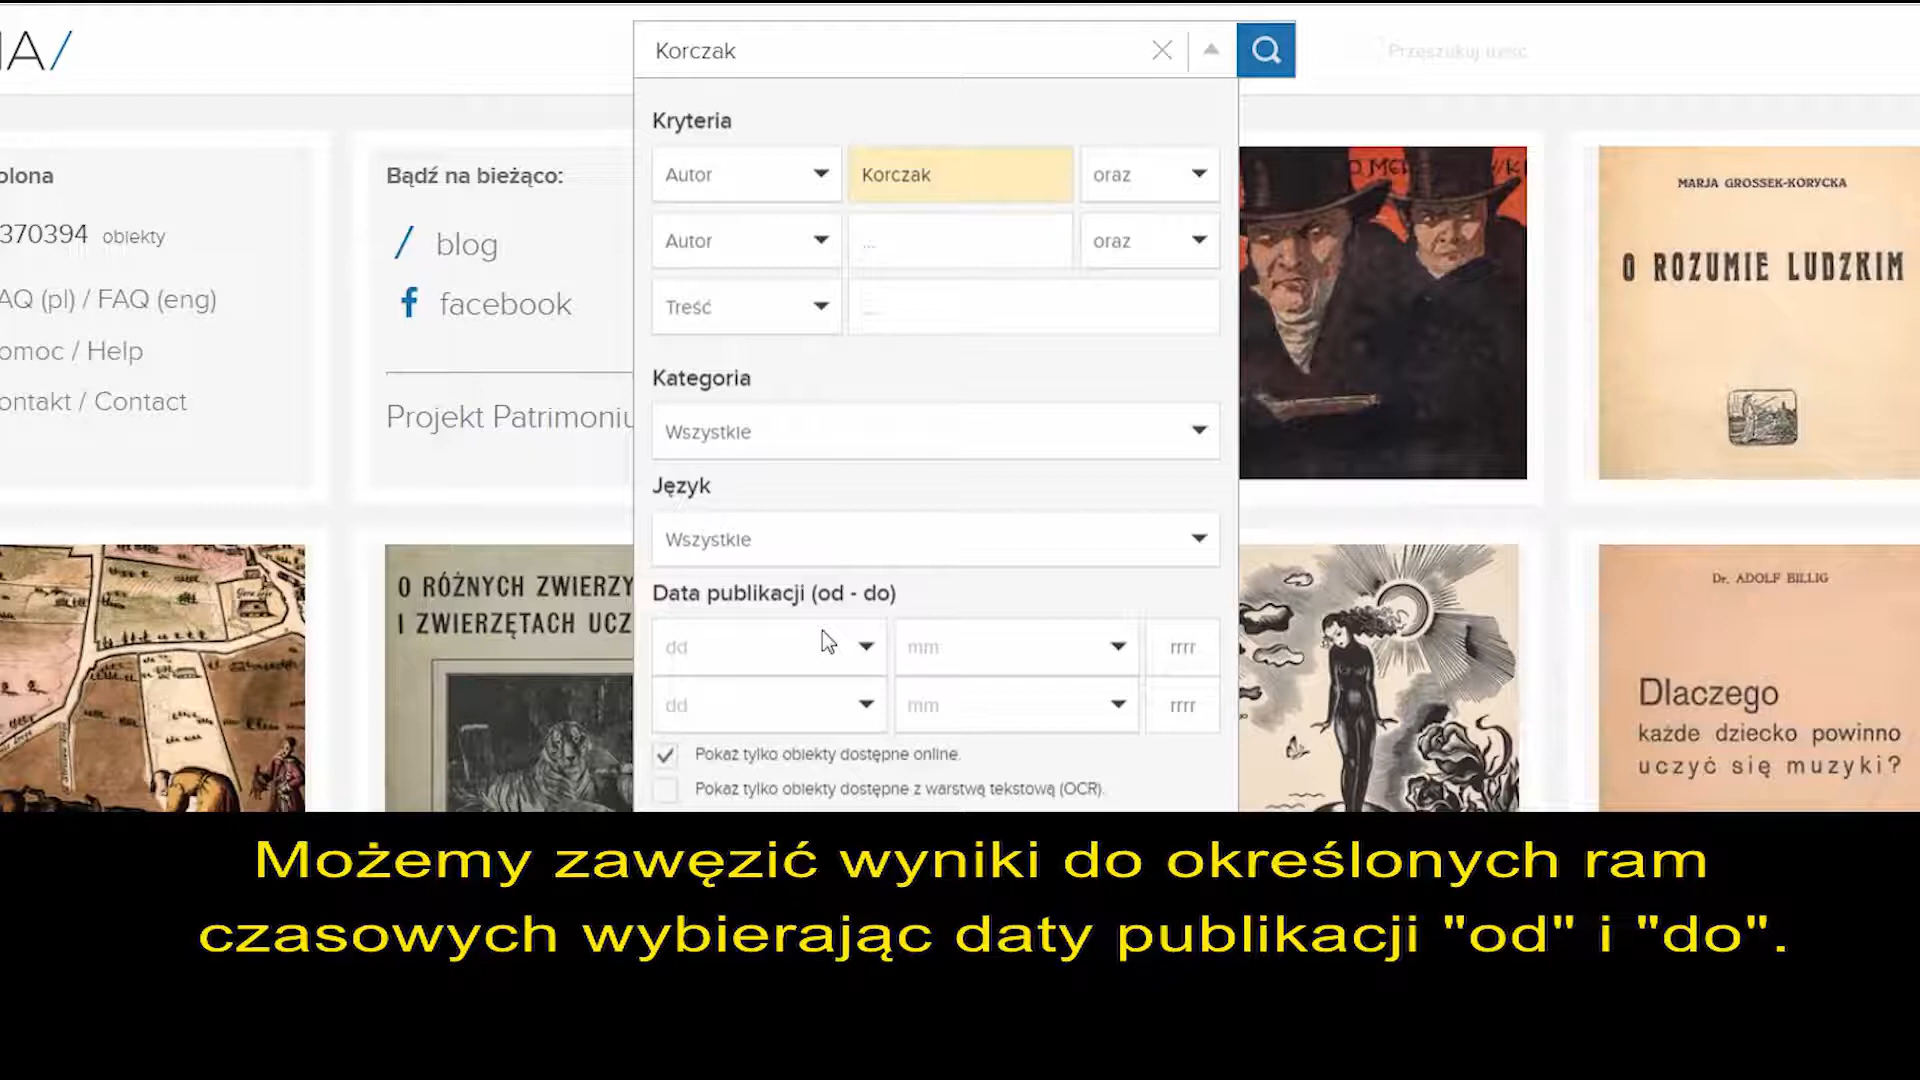 Korczak
Przeszukuj treść
Kryteria
Autor
Korczak
oraz
Autor
...
oraz
Treść
Kategoria
Wszystkie
Język
Wszystkie
Data publikacji (od - do)
dd
mm
rrrr
dd
mm
rrrr
Pokaż tylko obiekty dostępne online.
Pokaż tylko obiekty dostępne z warstwą tekstową (OCR).
IA/
olona
370394 obiekty
AQ (pl) / FAQ (eng)
omoc / Help
ontakt / Contact
Bądź na bieżąco:
/ blog
f facebook
Projekt Patrimoniu
MARJA GROSSEK-KORYCKA
O ROZUMIE LUDZKIM
O RÓŻNYCH ZWIERZY
I ZWIERZĘTACH UCZ
Dr. ADOLF BILLIG
Dlaczego
każde dziecko powinno
uczyć się muzyki?
Możemy zawęzić wyniki do określonych ram
czasowych wybierając daty publikacji "od" i "do".